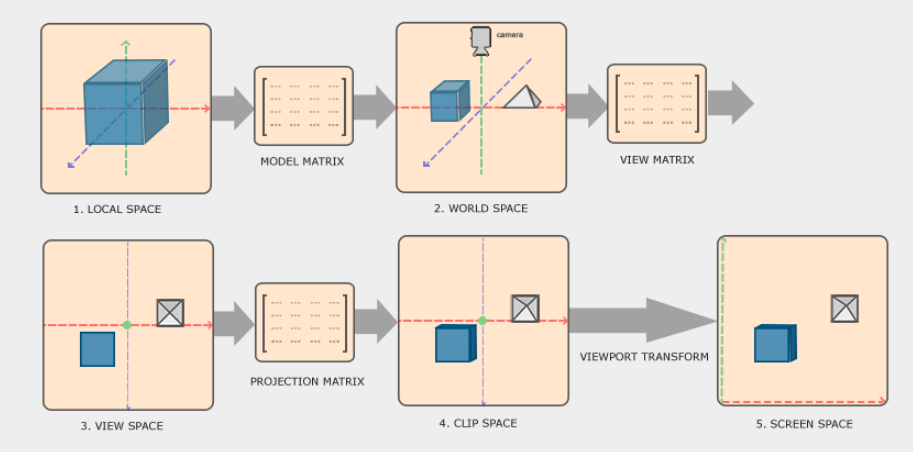 camera
MODEL MATRIX
VIEW MATRIX
1. LOCAL SPACE
2. WORLD SPACE
PROJECTION MATRIX
VIEWPORT TRANSFORM
3. VIEW SPACE
4. CLIP SPACE
5. SCREEN SPACE